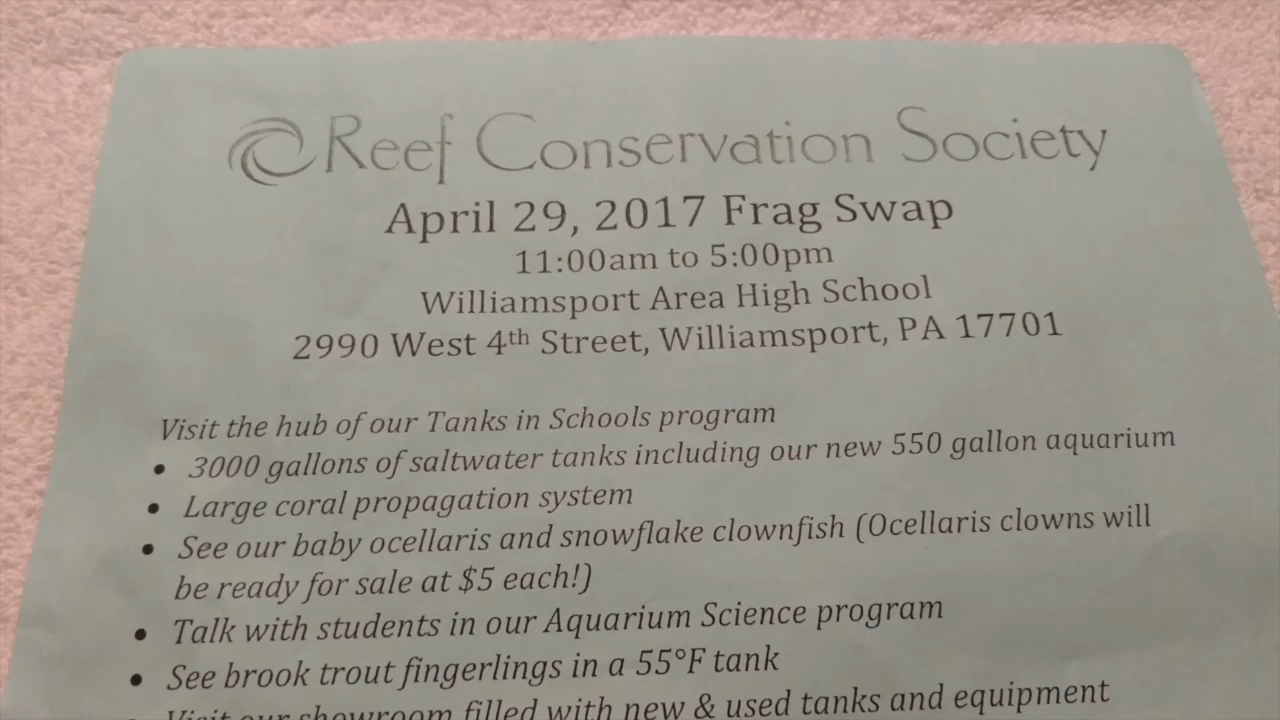 Reef Conservation Society
April 29, 2017 Frag Swap
11:00am to 5:00pm
Williamsport Area High School
2990 West 4th Street, Williamsport, PA 17701
Visit the hub of our Tanks in Schools program
• 3000 gallons of saltwater tanks including our new 550 gallon aquarium
• Large coral propagation system
• See our baby ocellaris and snowflake clownfish (Ocellaris clowns will
be ready for sale at $5 each!)
• Talk with students in our Aquarium Science program
• See brook trout fingerlings in a 55°F tank
• Visit our showroom filled with new & used tanks and equipment